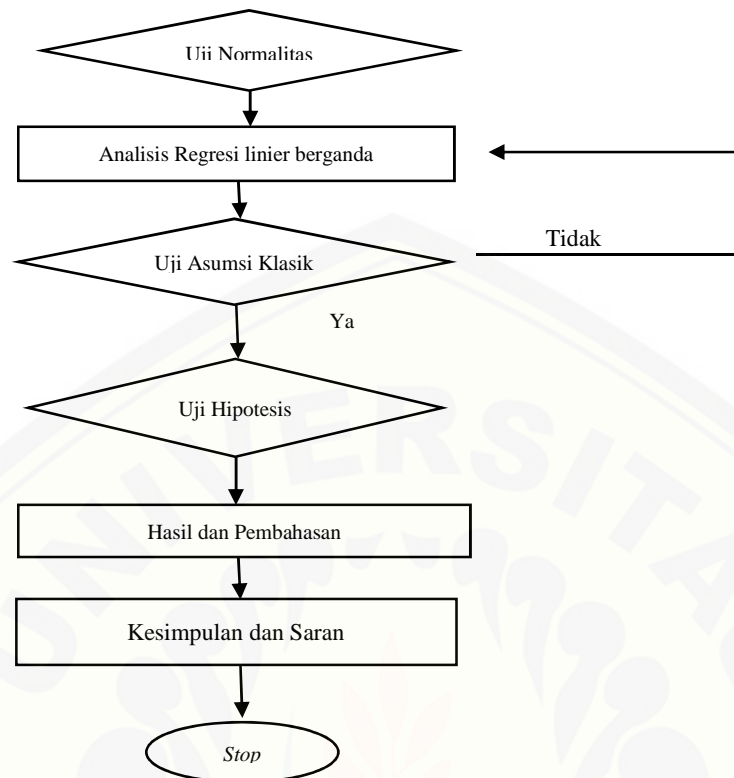 Uji Normalitas
Analisis Regresi linier berganda
Uji Asumsi Klasik
Tidak
Ya
Uji Hipotesis
Hasil dan Pembahasan
Kesimpulan dan Saran
Stop
UNIVERSITAS